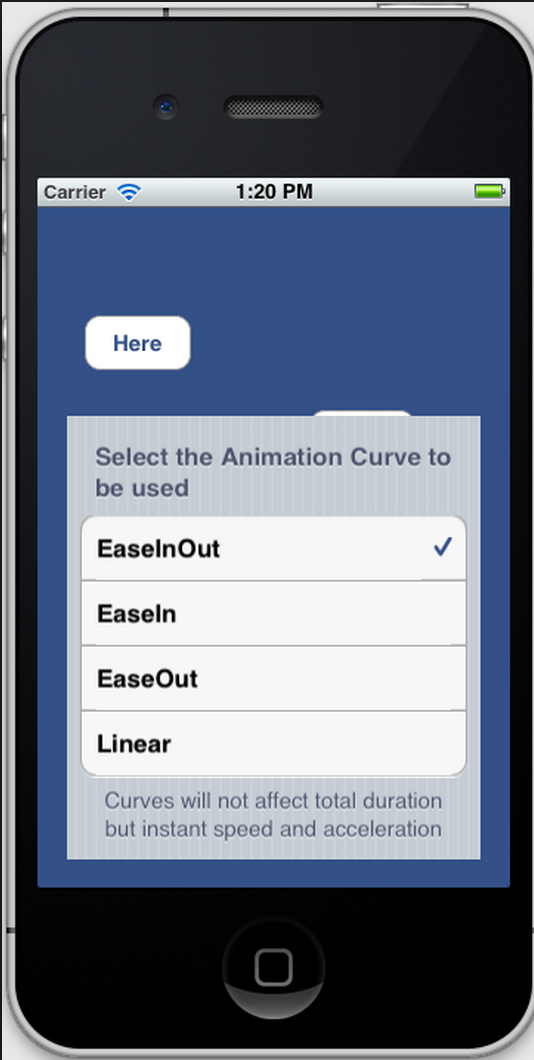 Carrier 1:20 PM
Here
Select the Animation Curve to
be used
EaseInOut
EaseIn
EaseOut
Linear
Curves will not affect total duration
but instant speed and acceleration